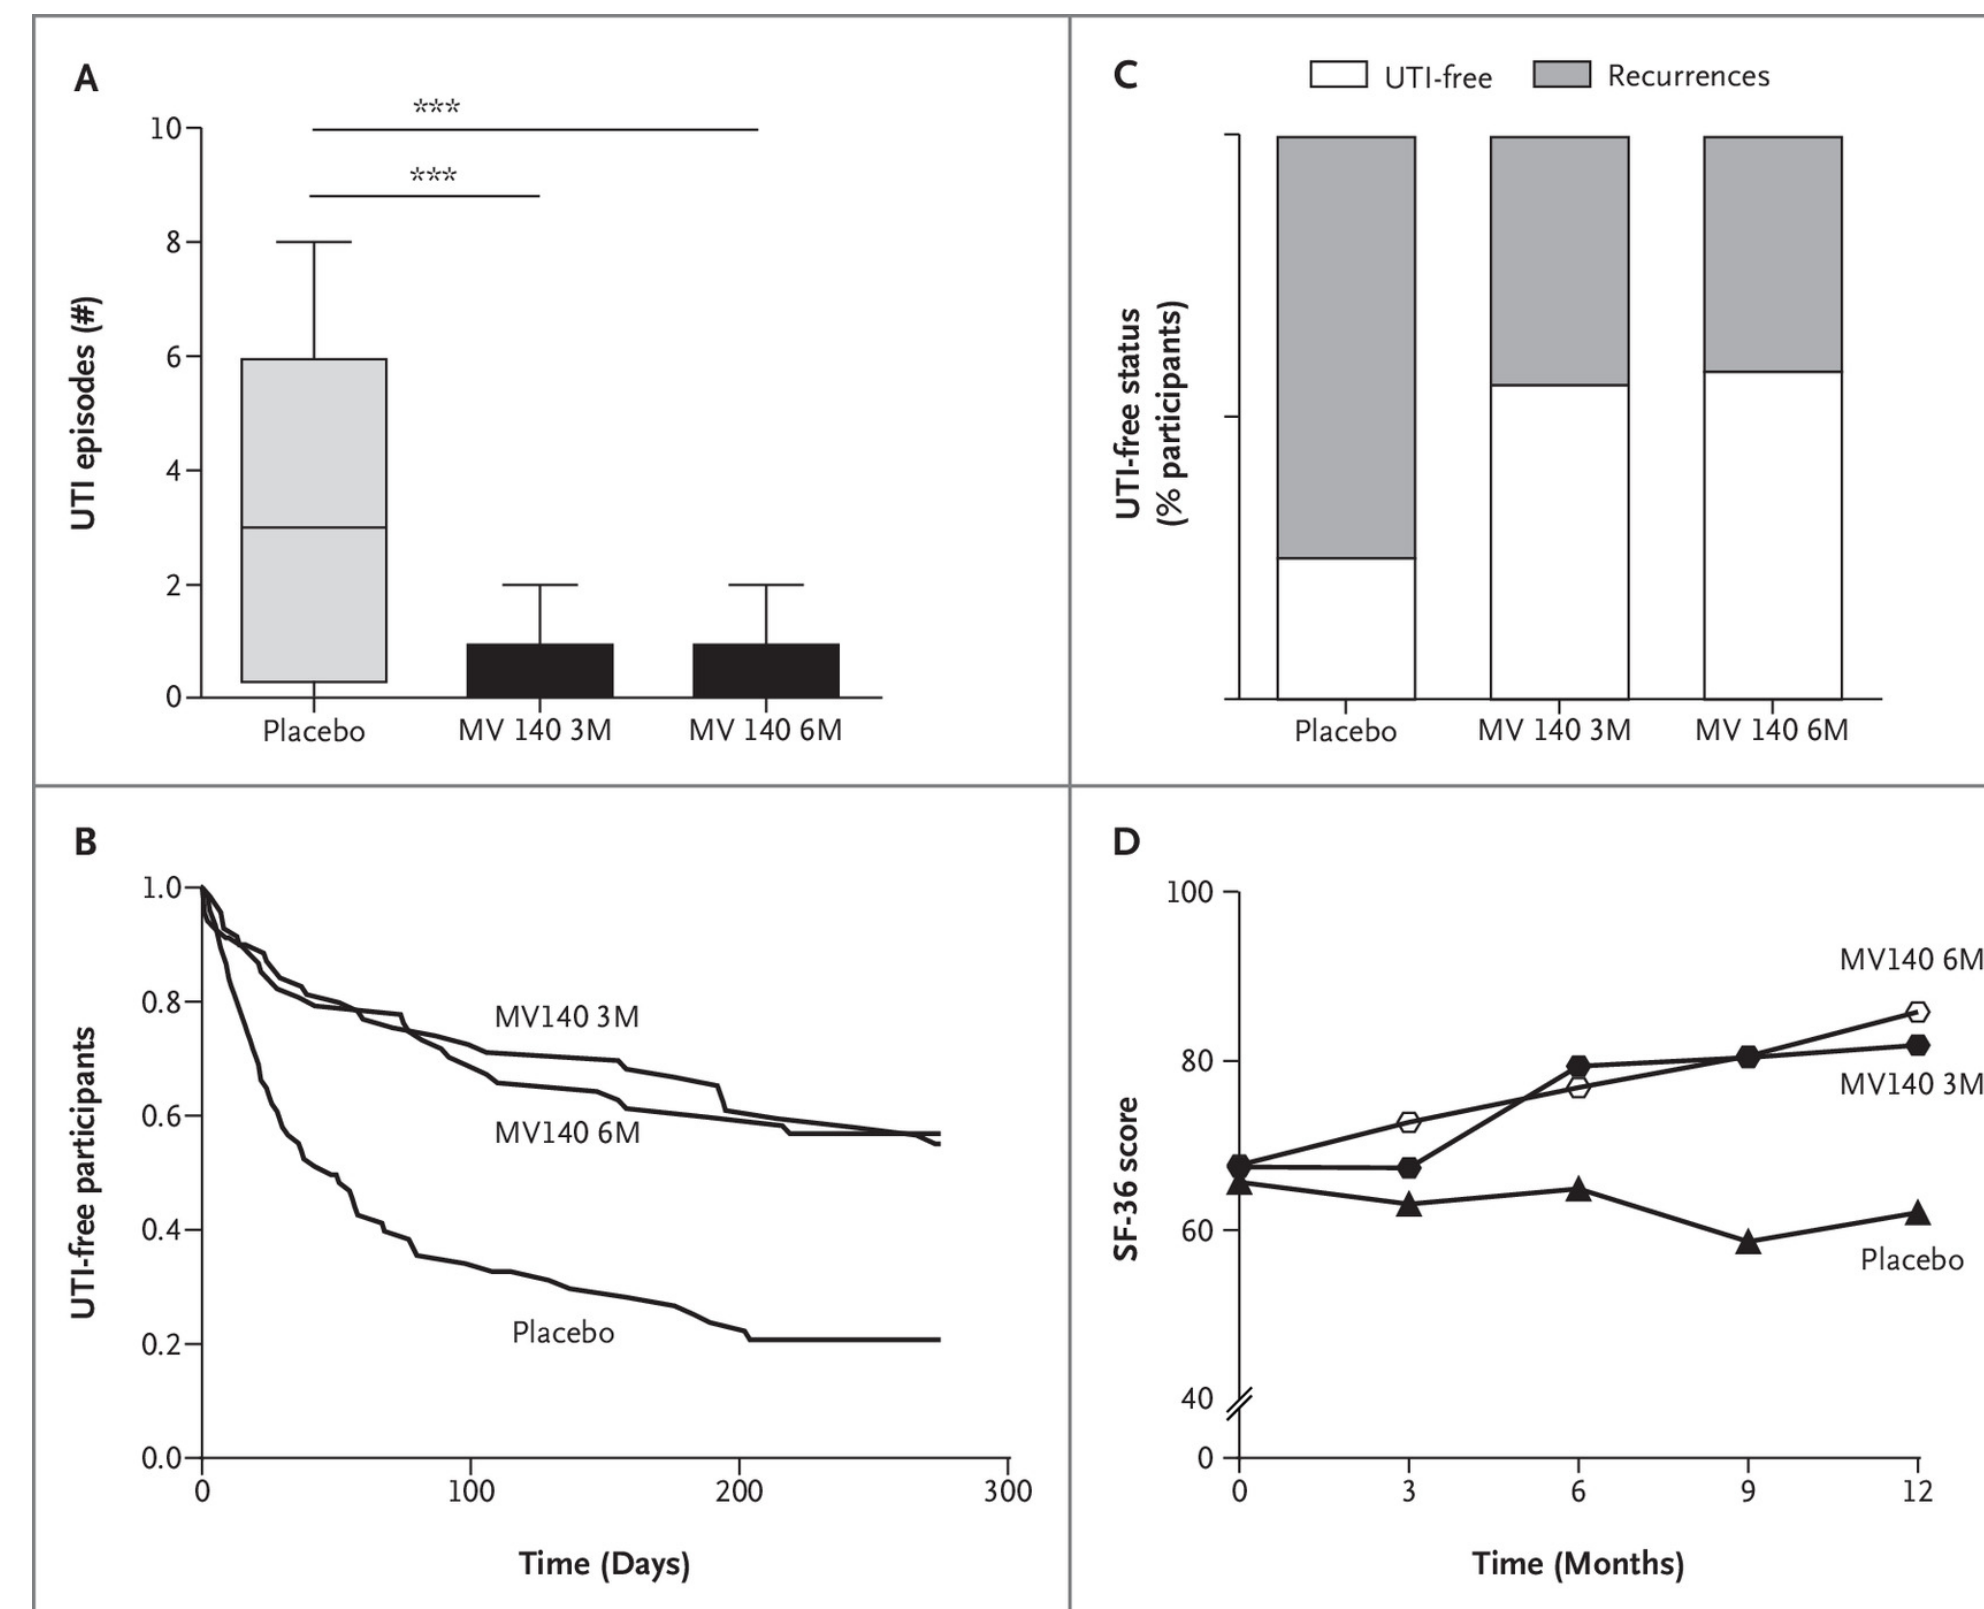 A
***
***
10
8
6
4
2
0
UTI episodes (#)
Placebo
MV 140 3M
MV 140 6M
C
UTI-free
Recurrences
UTI-free status
(% participants)
Placebo
MV 140 3M
MV 140 6M
B
1.0
0.8
0.6
0.4
0.2
0.0
UTI-free participants
MV140 3M
MV140 6M
Placebo
0
100
200
300
Time (Days)
D
100
80
60
40
0
SF-36 score
MV140 6M
MV140 3M
Placebo
0
3
6
9
12
Time (Months)